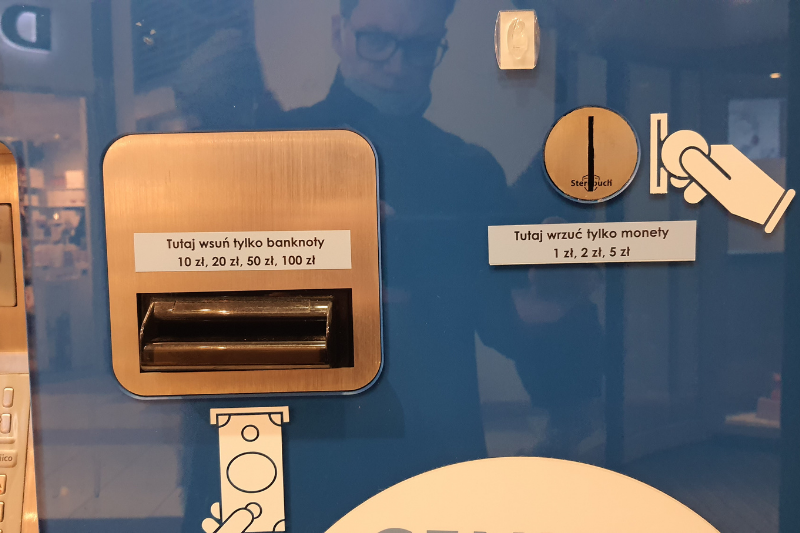 Tutaj wsuń tylko banknoty
10 zł, 20 zł, 50 zł, 100 zł
Tutaj wrzuć tylko monety
1 zł, 2 zł, 5 zł